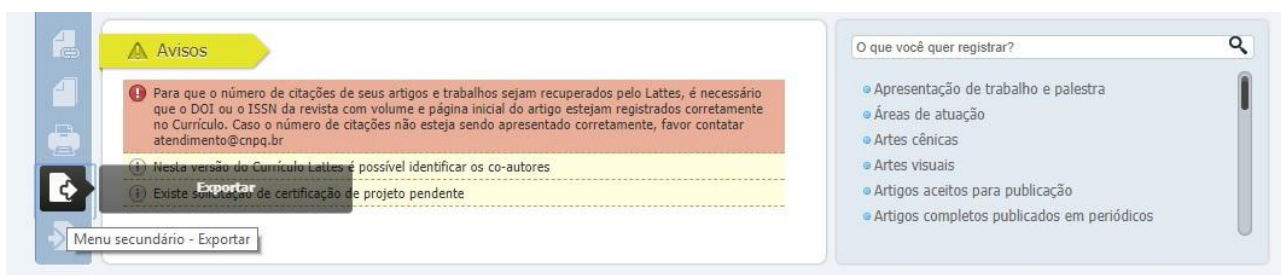 Avisos
Para que o número de citações de seus artigos e trabalhos sejam recuperados pelo Lattes, é necessário
que o DOI ou o ISSN da revista com volume e página inicial do artigo estejam registrados corretamente
no Currículo. Caso o número de citações não esteja sendo apresentado corretamente, favor contatar
atendimento@cnpq.br
Nesta versão do Currículo Lattes é possível identificar os co-autores
Existe solicitação de certificação de projeto pendente
Exportar
Menu secundário - Exportar
O que você quer registrar?
Apresentação de trabalho e palestra
Áreas de atuação
Artes cênicas
Artes visuais
Artigos aceitos para publicação
Artigos completos publicados em periódicos